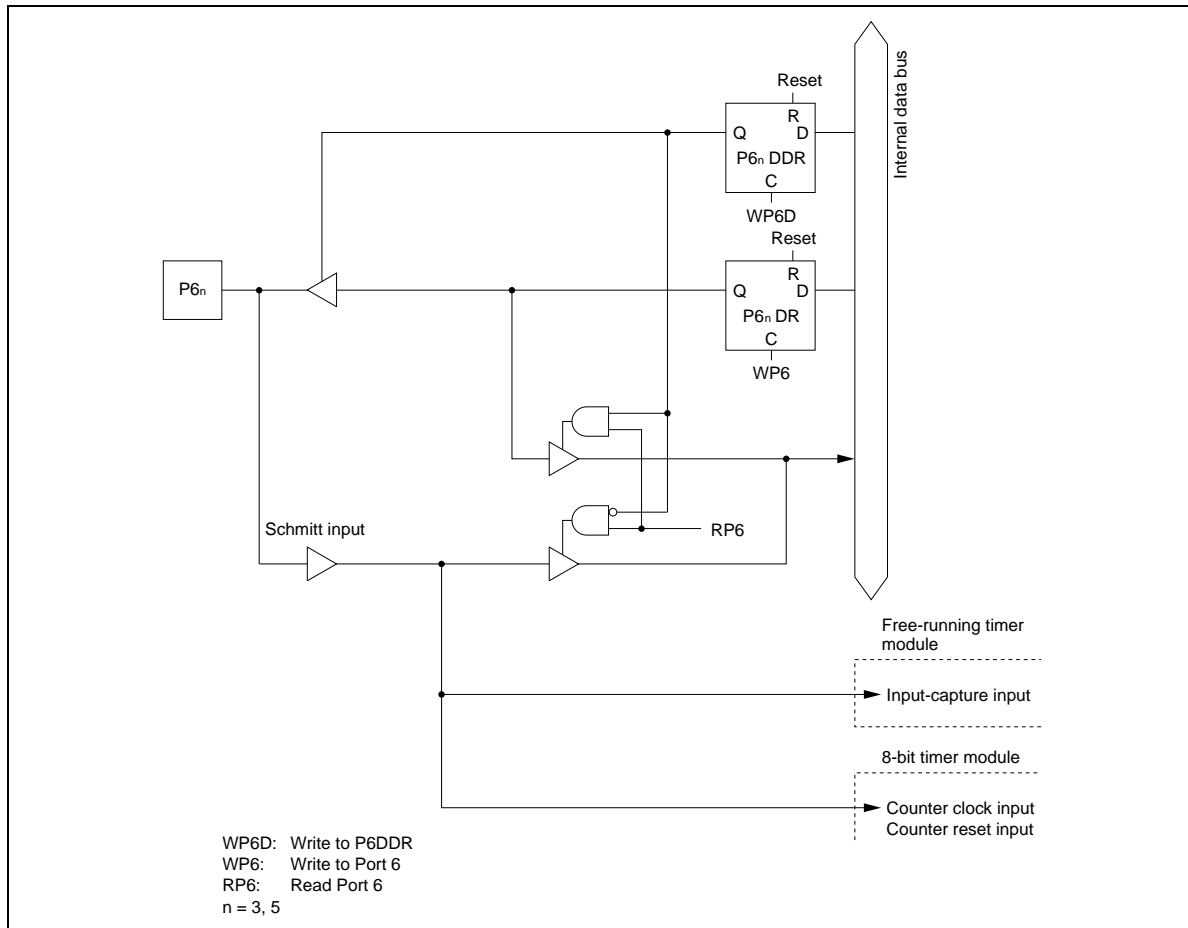 Reset
R
Q D
P6n DDR
C
WP6D
Internal data bus
Reset
R
Q D
P6n DR
C
WP6
P6n
Schmitt input
RP6
Free-running timer
module
Input-capture input
8-bit timer module
Counter clock input
Counter reset input
WP6D: Write to P6DDR
WP6: Write to Port 6
RP6: Read Port 6
n = 3, 5